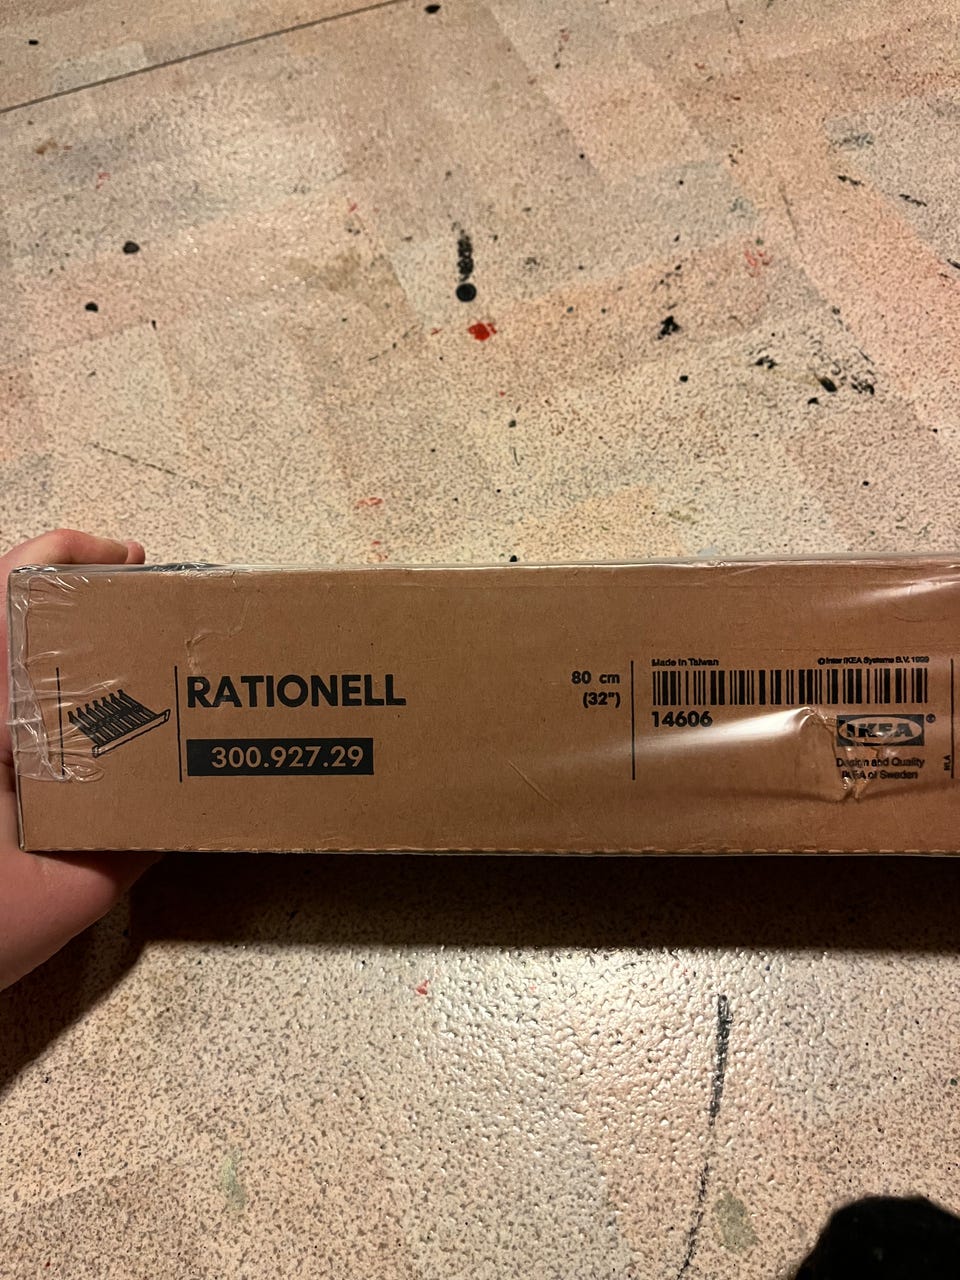 RATIONELL
300.927.29
80 cm
(32")
Made in Taiwan
© Inter IKEA Systems B.V. 1999
14606
IKEA®
Design and Quality
IKEA of Sweden